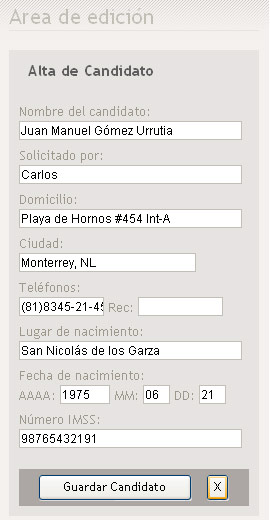 Area de edición
Alta de Candidato
Nombre del candidato:
Juan Manuel Gómez Urrutia
Solicitado por:
Carlos
Domicilio:
Playa de Hornos #454 Int-A
Ciudad:
Monterrey, NL
Teléfonos:
(81)8345-21-45 Rec:
Lugar de nacimiento:
San Nicolás de los Garza
Fecha de nacimiento:
AAAA: 1975 MM: 06 DD: 21
Número IMSS:
98765432191
Guardar Candidato X